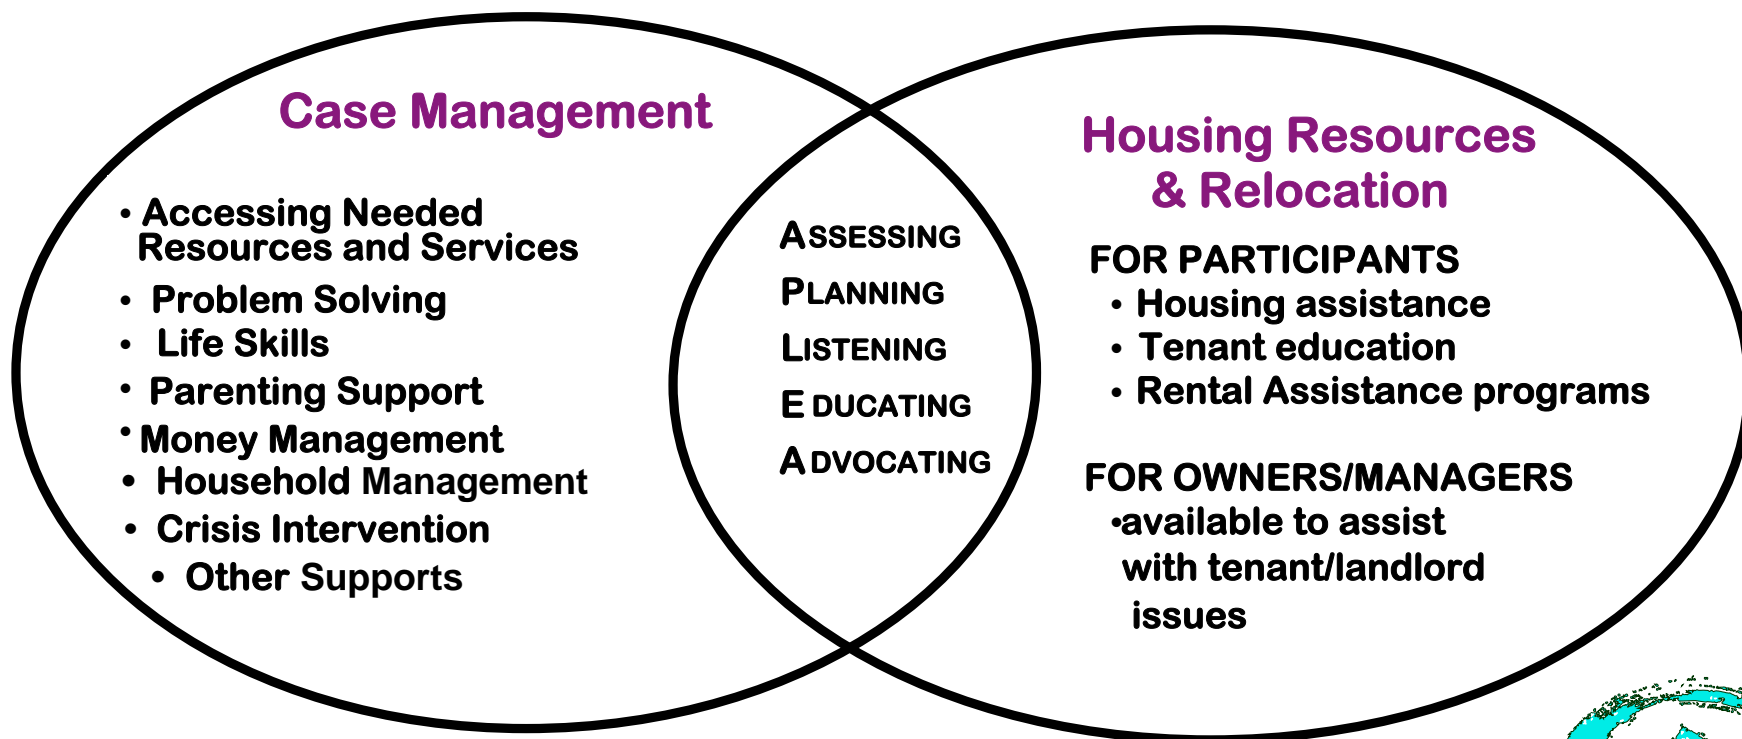 Case Management
• Accessing Needed
Resources and Services
• Problem Solving
• Life Skills
• Parenting Support
• Money Management
• Household Management
• Crisis Intervention
• Other Supports
ASSESSING
PLANNING
LISTENING
E DUCATING
ADVOCATING
Housing Resources
& Relocation
FOR PARTICIPANTS
• Housing assistance
• Tenant education
• Rental Assistance programs
FOR OWNERS/MANAGERS
•available to assist
with tenant/landlord
issues